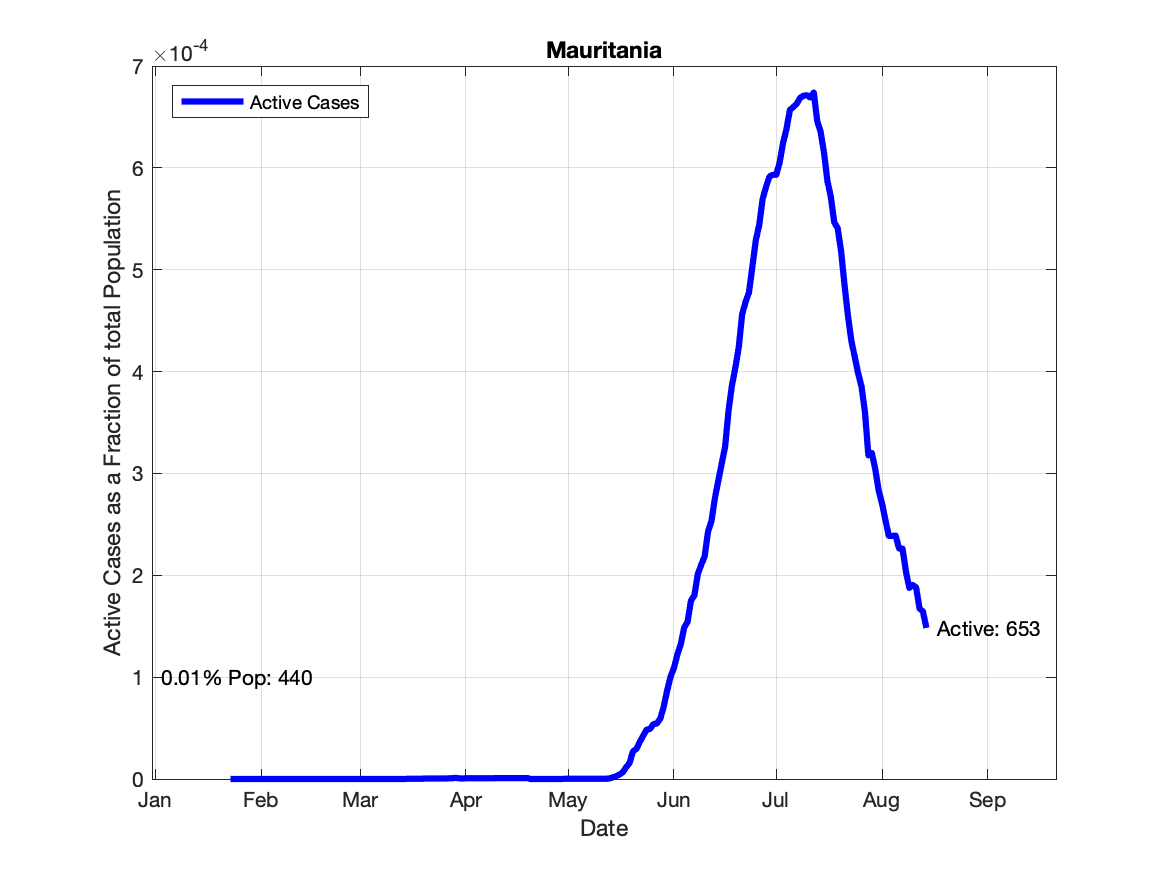 Mauritania
×10⁻⁴
Active Cases
7
6
5
4
3
2
1
0
Active Cases as a Fraction of total Population
0.01% Pop: 440
Active: 653
Jan Feb Mar Apr May Jun Jul Aug Sep
Date